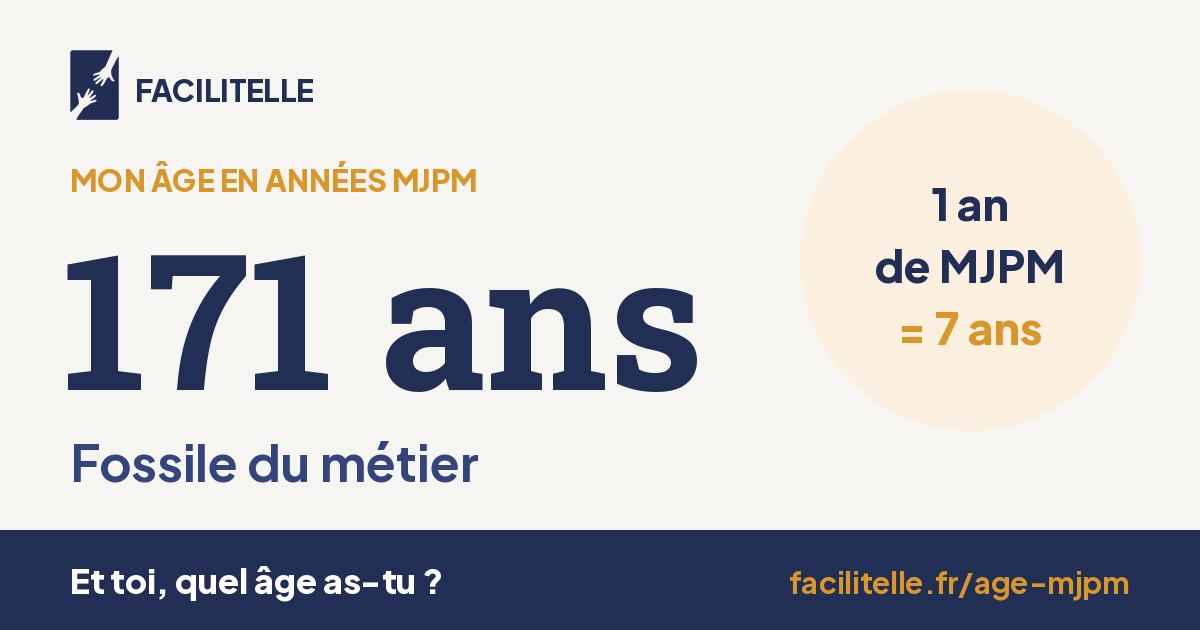 FACILITELLE
MON ÂGE EN ANNÉES MJPM
171 ans
Fossile du métier
1 an
de MJPM
= 7 ans
Et toi, quel âge as-tu ?
facilitelle.fr/age-mjpm